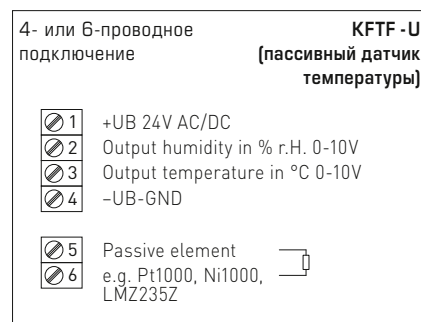 4- или 6-проводное подключение
KFTF -U
(пассивный датчик температуры)
1 +UB 24V AC/DC
2 Output humidity in % r.H. 0-10V
3 Output temperature in °C 0-10V
4 –UB-GND
5 Passive element
6 e.g. Pt1000, Ni1000,
LMZ235Z